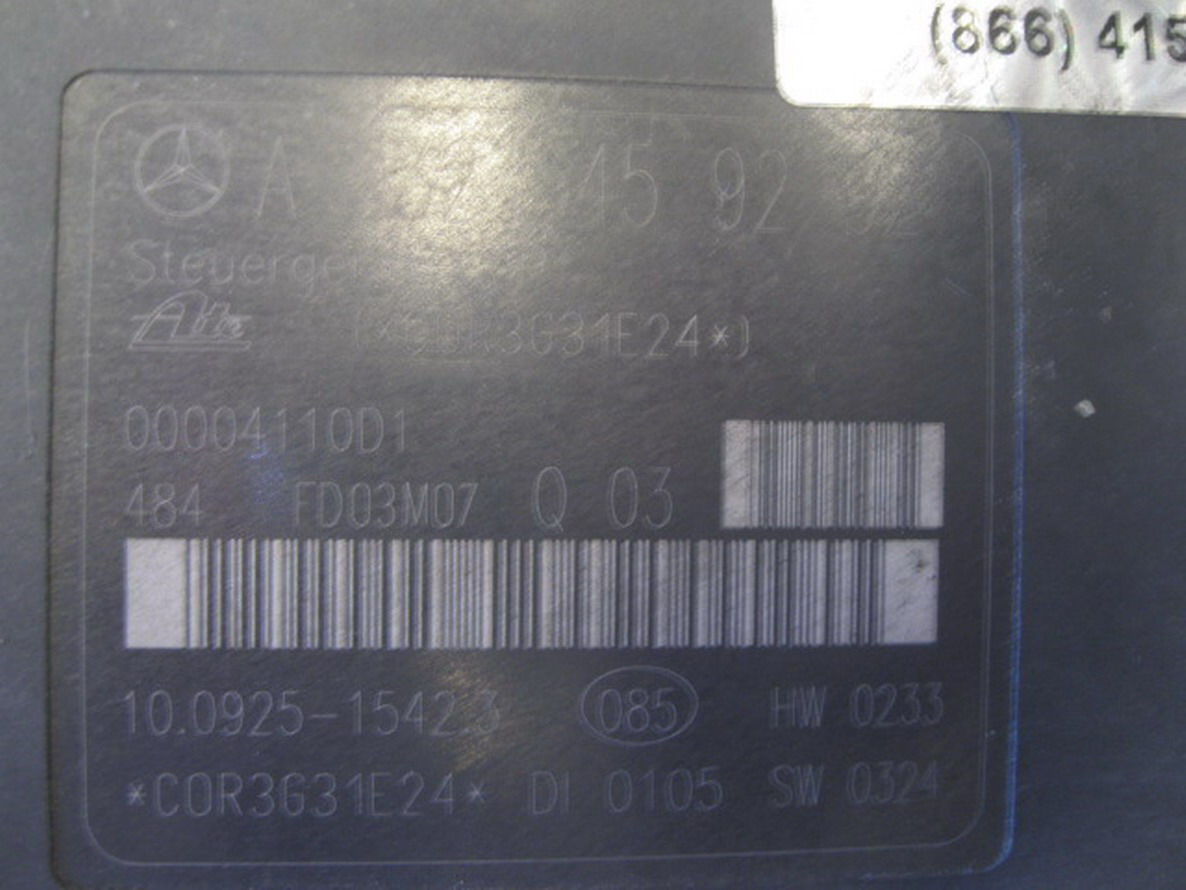 (866) 415
A 45 92
Ate (*COR3G31E24*)
00004110D1
484 FD03M07 Q 03
10.0925-1542.3 085 HW 0233
*COR3G31E24* DI 0105 SW 0324